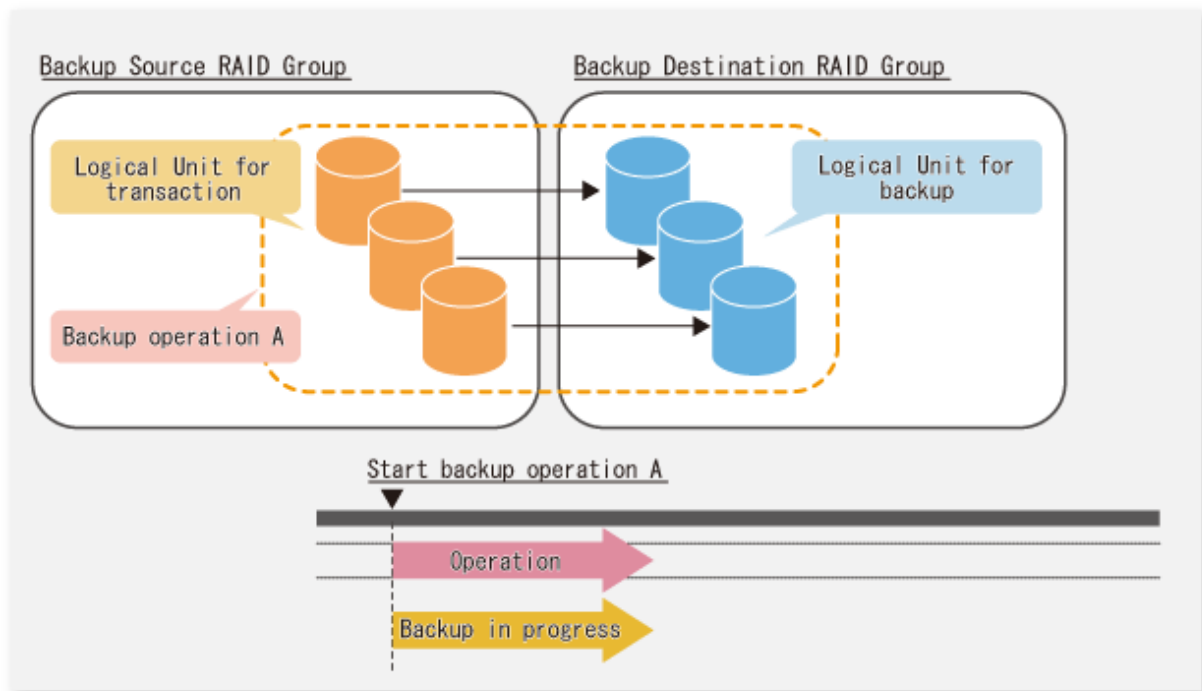 Backup Source RAID Group
Backup Destination RAID Group
Logical Unit for
transaction
Logical Unit for
backup
Backup operation A
Start backup operation A
Operation
Backup in progress